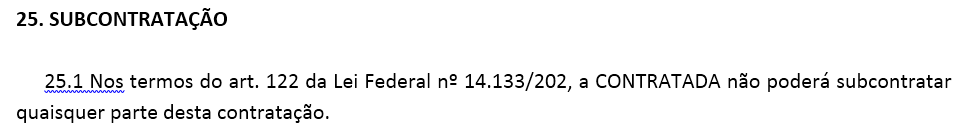 25. SUBCONTRATAÇÃO
25.1 Nos termos do art. 122 da Lei Federal nº 14.133/202, a CONTRATADA não poderá subcontratar
quaisquer parte desta contratação.